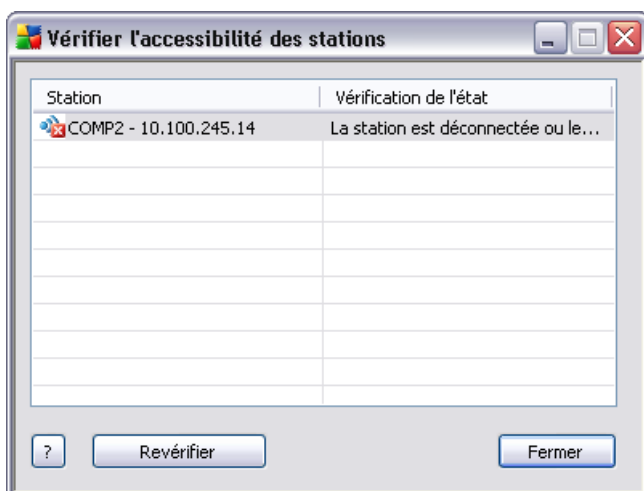 Vérifier l'accessibilité des stations
Station Vérification de l'état
COMP2 - 10.100.245.14 La station est déconnectée ou le...
? Revérifier Fermer